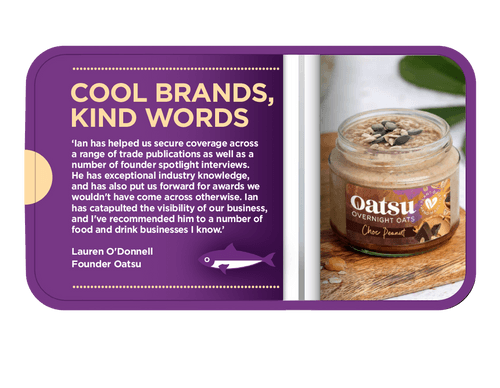 COOL BRANDS,
KIND WORDS
‘Ian has helped us secure coverage across
a range of trade publications as well as a
number of founder spotlight interviews.
He has exceptional industry knowledge,
and has also put us forward for awards we
wouldn’t have come across otherwise. Ian
has catapulted the visibility of our business,
and I’ve recommended him to a number of
food and drink businesses I know.’
Lauren O'Donnell
Founder Oatsu
Oatsu
OVERNIGHT OATS
Choc Peanut